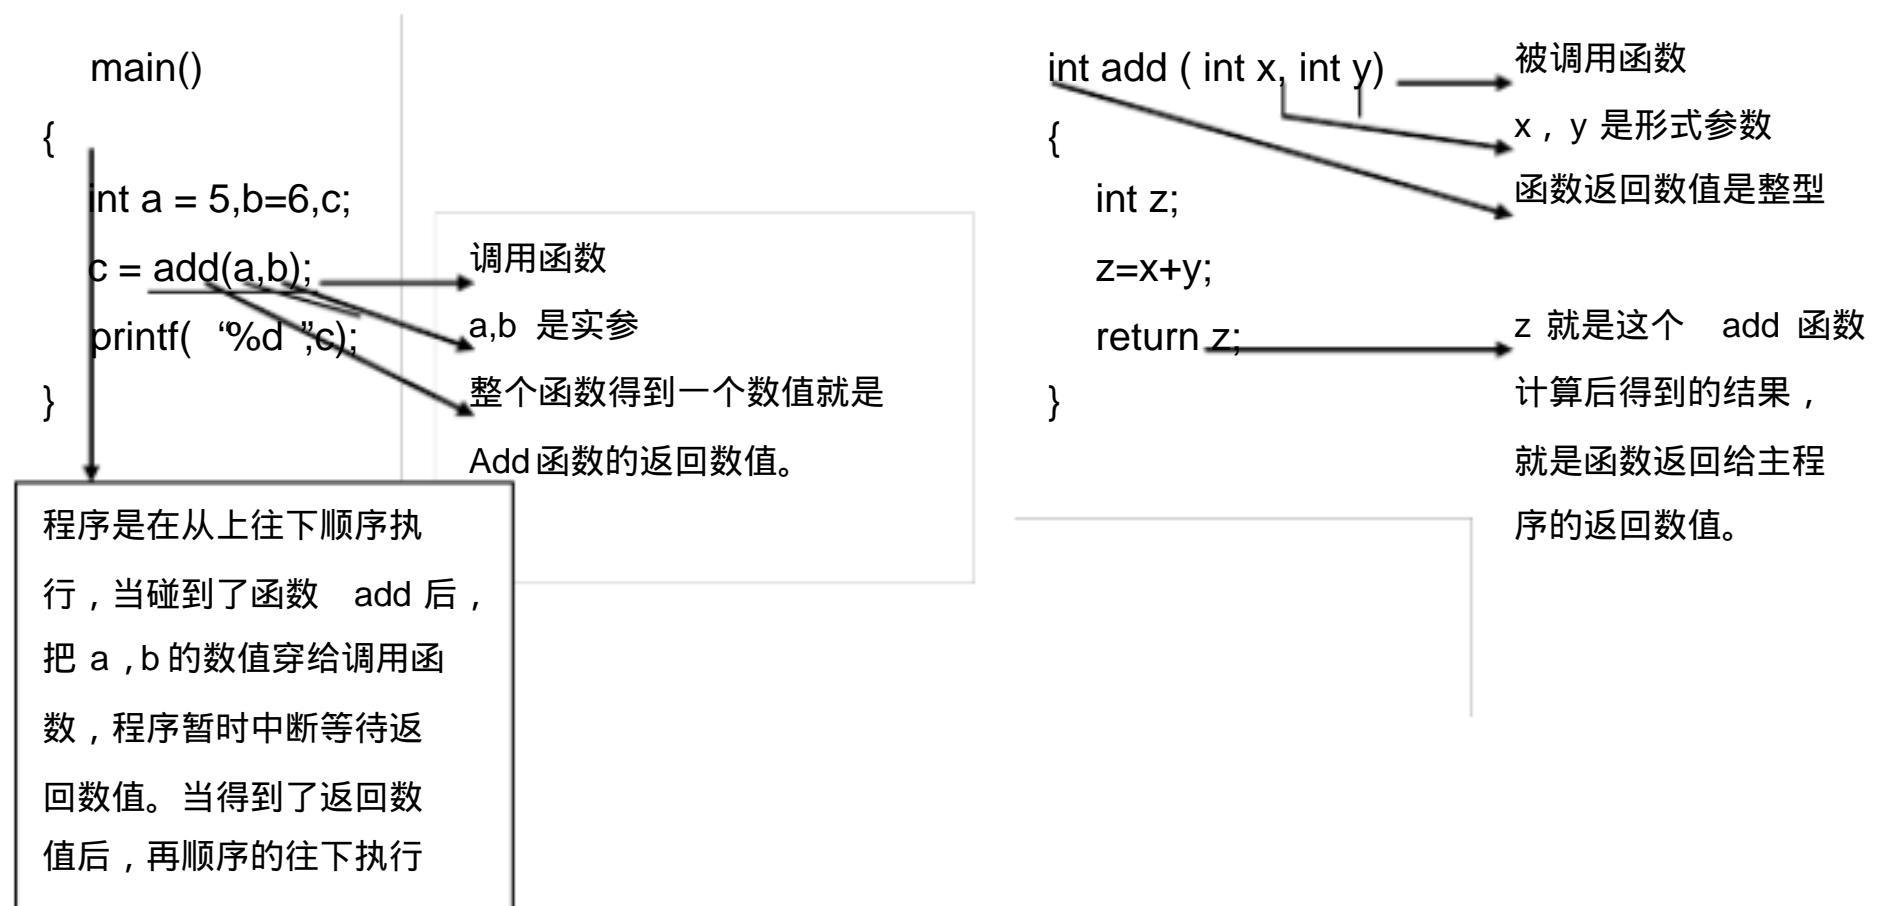 main()
{
int a = 5,b=6,c;
c = add(a,b);
printf( “%d ”,c);
}
调用函数
a,b 是实参
整个函数得到一个数值就是
Add函数的返回数值。
程序是在从上往下顺序执
行，当碰到了函数 add 后，
把 a ,b的数值穿给调用函
数，程序暂时中断等待返
回数值。当得到了返回数
值后，再顺序的往下执行
int add ( int x, int y)
{
int z;
z=x+y;
return z;
}
被调用函数
x，y 是形式参数
函数返回数值是整型
z 就是这个 add 函数
计算后得到的结果，
就是函数返回给主程
序的返回数值。